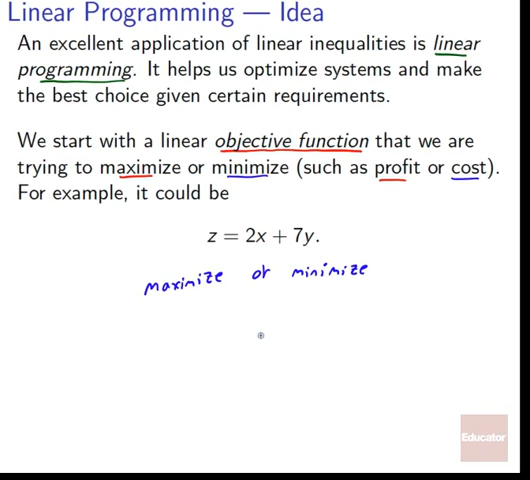 Linear Programming — Idea
An excellent application of linear inequalities is linear
programming. It helps us optimize systems and make
the best choice given certain requirements.
We start with a linear objective function that we are
trying to maximize or minimize (such as profit or cost).
For example, it could be
z = 2x + 7y.
maximize or minimize
Educator